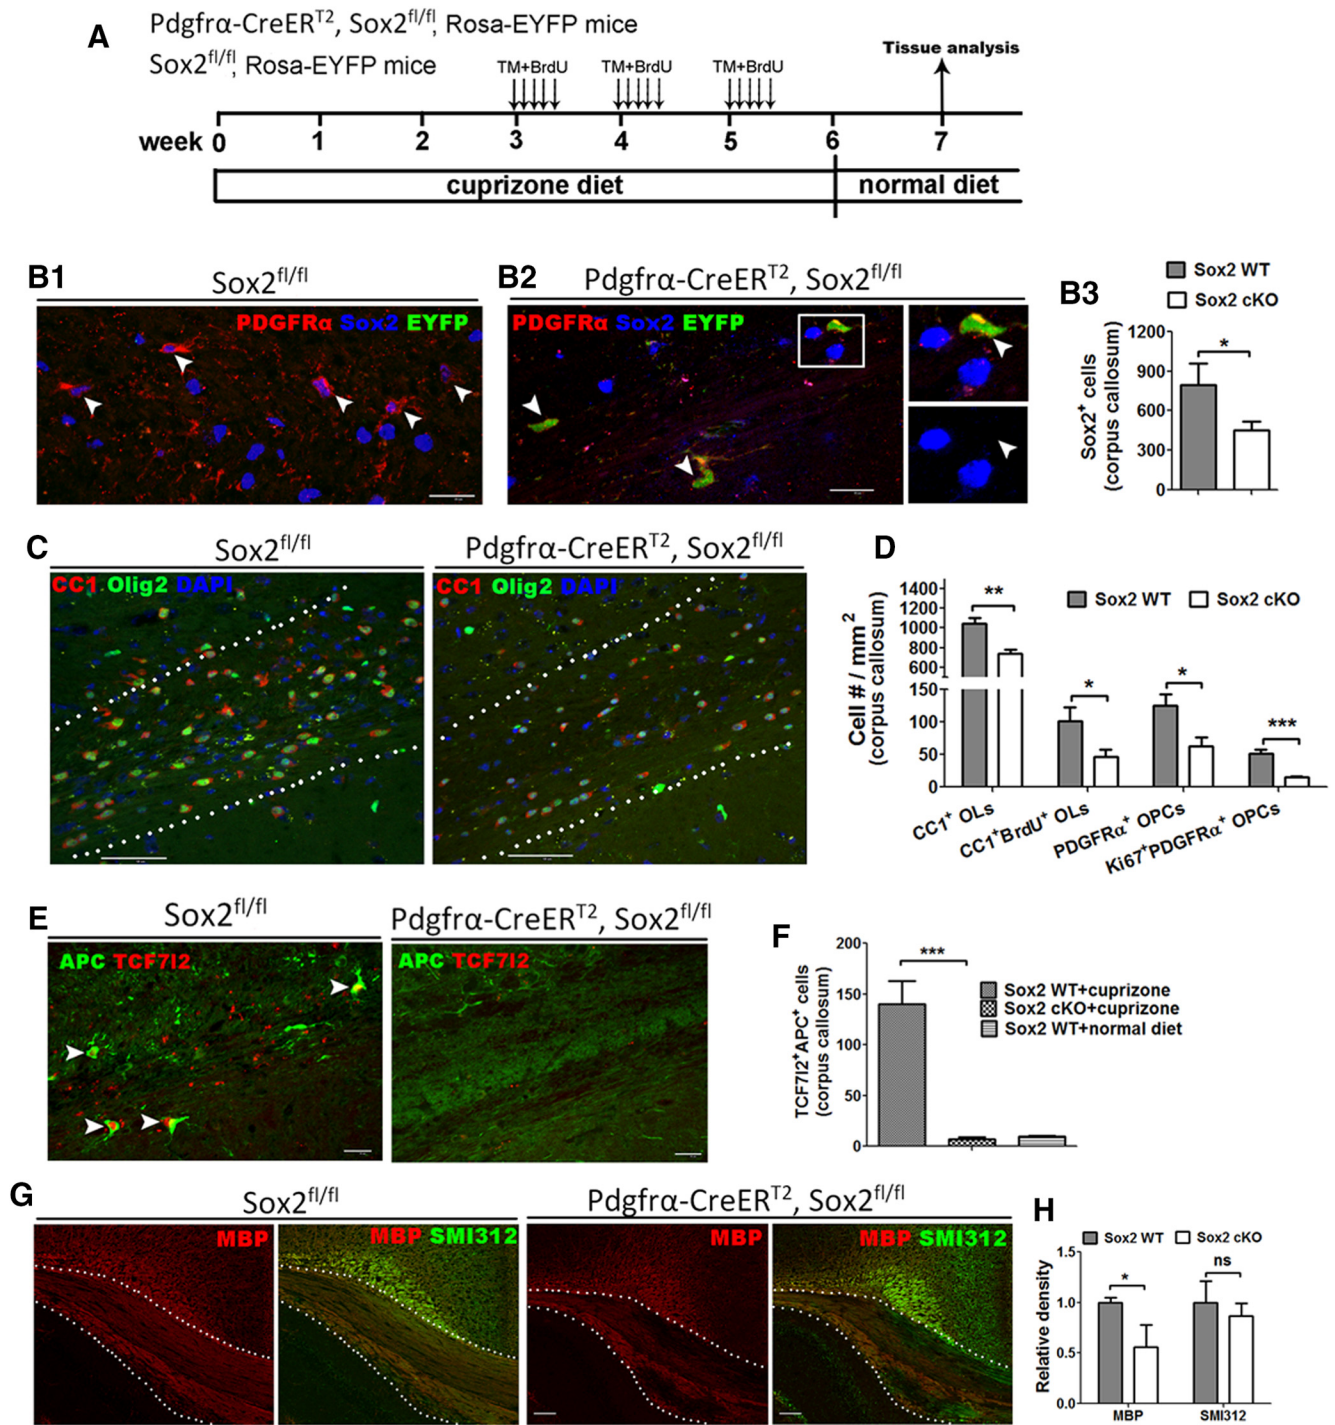 A
Pdgfrα-CreER^T2, Sox2^fl/fl, Rosa-EYFP mice
Sox2^fl/fl, Rosa-EYFP mice
TM+BrdU TM+BrdU TM+BrdU
Tissue analysis
week 0 1 2 3 4 5 6 7
cuprizone diet normal diet
B1
Sox2^fl/fl
PDGFRα Sox2 EYFP
B2
Pdgfrα-CreER^T2, Sox2^fl/fl
PDGFRα Sox2 EYFP
B3
Sox2 WT
Sox2 cKO
Sox2+ cells
(corpus callosum)
1200
900
600
300
0
*
C
Sox2^fl/fl
CC1 Olig2 DAPI
Pdgfrα-CreER^T2, Sox2^fl/fl
CC1 Olig2 DAPI
D
Sox2 WT Sox2 cKO
Cell # / mm^2
(corpus callosum)
1400
1200
1000
800
600
150
100
50
0
** * * ***
CC1+ OLs
CC1+BrdU+ OLs
PDGFRα+ OPCs
Ki67+PDGFRα+ OPCs
E
Sox2^fl/fl
APC TCF7l2
Pdgfrα-CreER^T2, Sox2^fl/fl
APC TCF7l2
F
TCF7l2+APC+ cells
(corpus callosum)
200
150
100
50
0
***
Sox2 WT+cuprizone
Sox2 cKO+cuprizone
Sox2 WT+normal diet
G
Sox2^fl/fl
MBP
MBP SMI312
Pdgfrα-CreER^T2, Sox2^fl/fl
MBP
MBP SMI312
H
Sox2 WT Sox2 cKO
Relative density
1.5
1.0
0.5
0.0
* ns
MBP SMI312